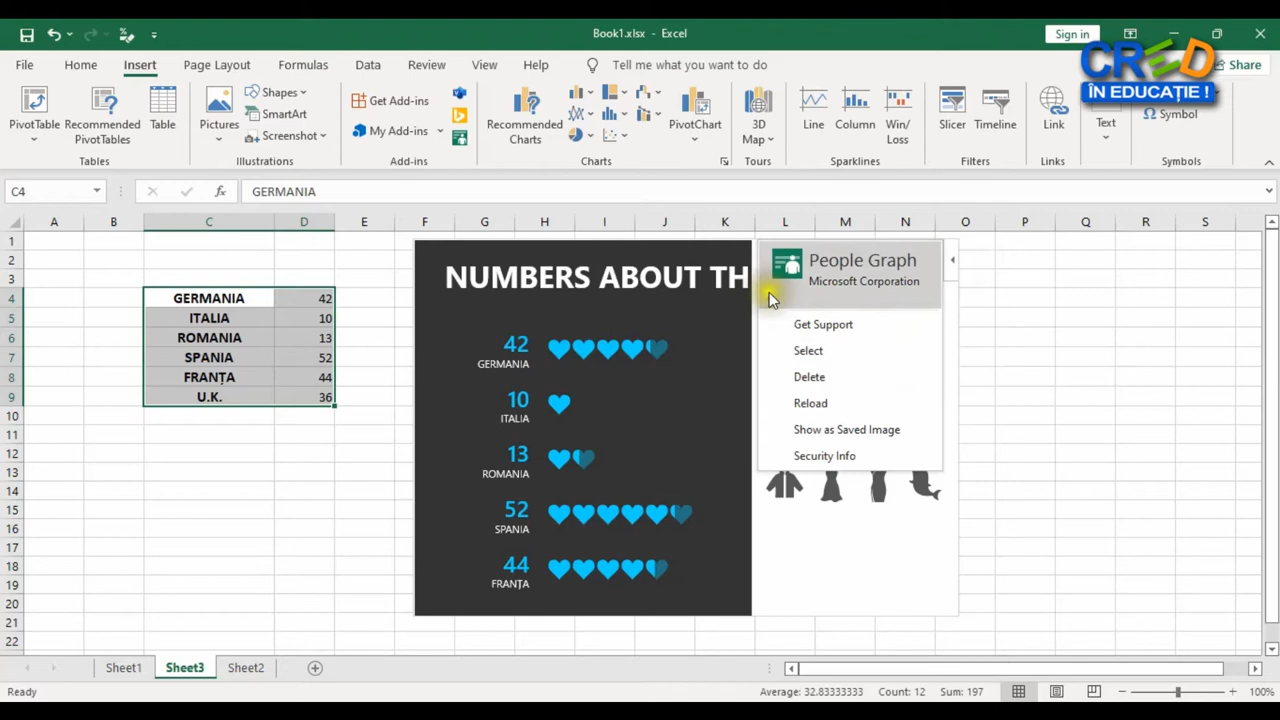 Book1.xlsx - Excel
Sign in
File Home Insert Page Layout Formulas Data Review View Help Tell me what you want to do Share
CRED
ÎN EDUCAȚIE !
PivotTable
Recommended
PivotTables
Table
Tables
Pictures
Shapes
SmartArt
Screenshot
Illustrations
Get Add-ins
My Add-ins
Add-ins
Recommended
Charts
PivotChart
Charts
3D
Map
Tours
Line
Column
Win/
Loss
Sparklines
Slicer
Timeline
Filters
Link
Links
Text
Symbol
Symbols
C4
fx
GERMANIA
A B C D E F G H I J K L M N O P Q R S
1
2
3
4 GERMANIA 42
5 ITALIA 10
6 ROMANIA 13
7 SPANIA 52
8 FRANȚA 44
9 U.K. 36
10
11
12
13
14
15
16
17
18
19
20
21
22
NUMBERS ABOUT TH
42
GERMANIA
10
ITALIA
13
ROMANIA
52
SPANIA
44
FRANȚA
People Graph
Microsoft Corporation
Get Support
Select
Delete
Reload
Show as Saved Image
Security Info
Sheet1 Sheet3 Sheet2
Ready
Average: 32.83333333 Count: 12 Sum: 197
100%